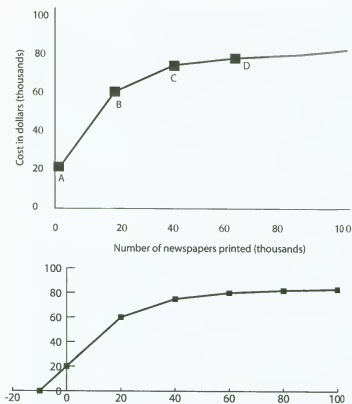 100
80
60
40
20
0
Cost in dollars (thousands)
A
B
C
D
0 20 40 60 80 100
Number of newspapers printed (thousands)
100
80
60
40
20
0
-20 0 20 40 60 80 100